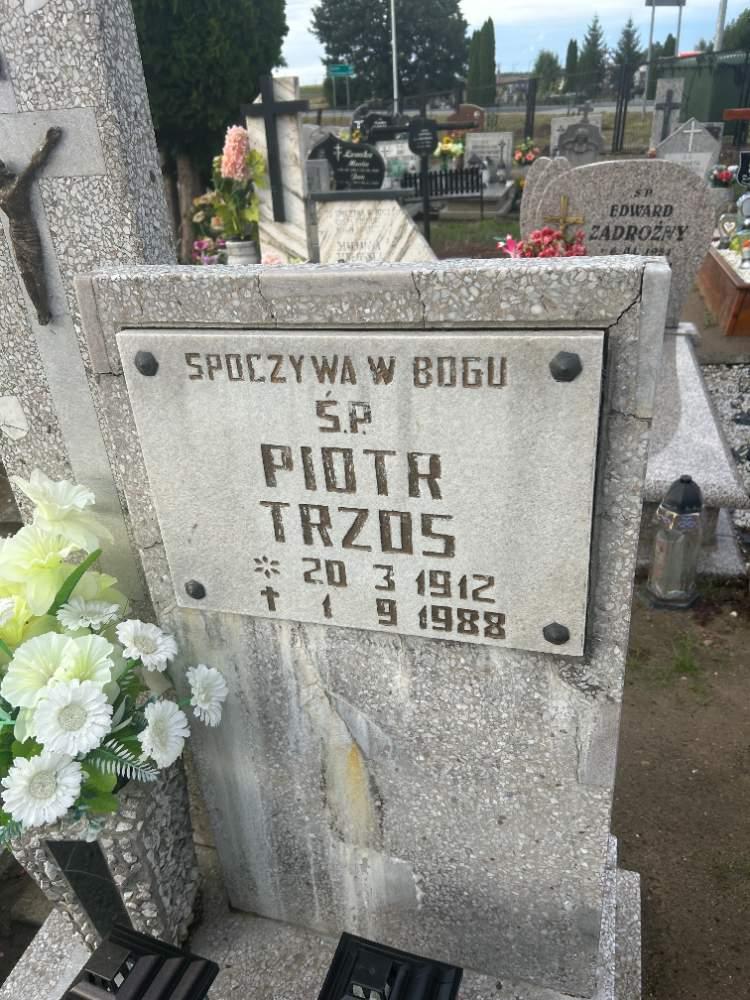 SPOCZYWA W BOGU
Ś.P.
PIOTR
TRZOS
* 20 3 1912
† 1 9 1988
Ś P
EDWARD
ZADROŻNY